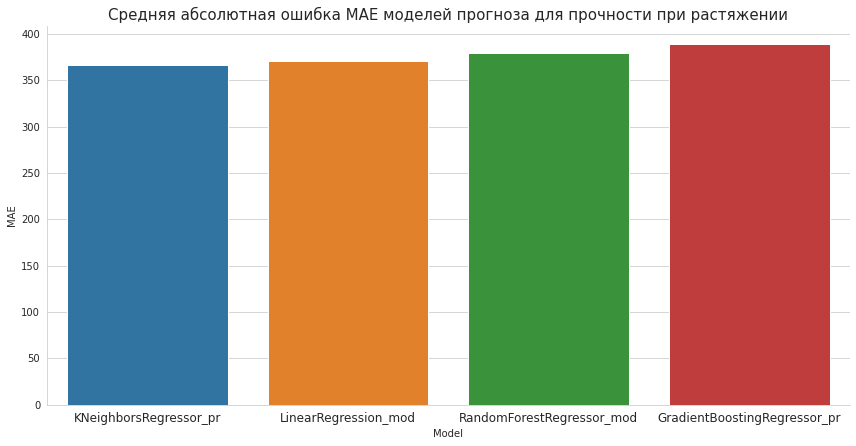 Средняя абсолютная ошибка MAE моделей прогноза для прочности при растяжении
400
350
300
250
200
150
100
50
0
MAE
KNeighborsRegressor_pr
LinearRegression_mod
RandomForestRegressor_mod
GradientBoostingRegressor_pr
Model